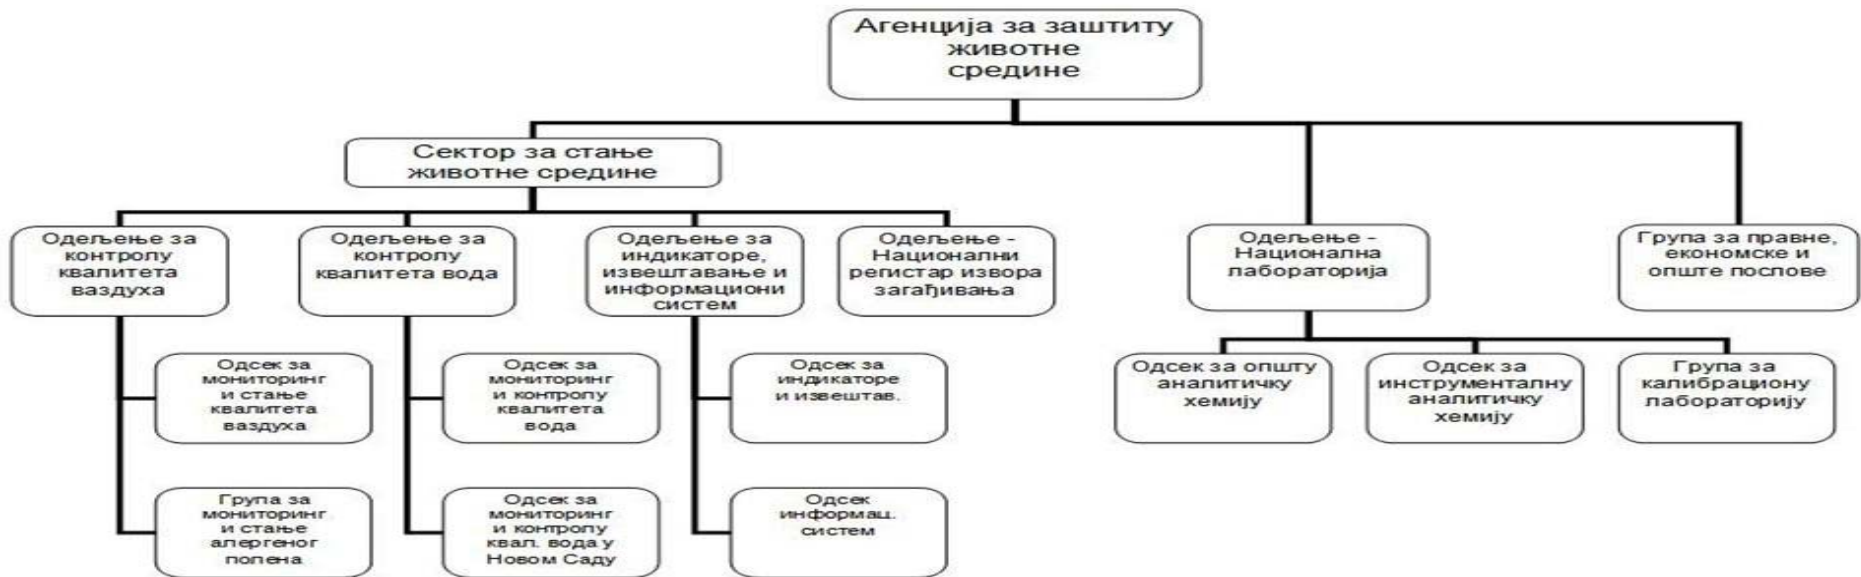 Агенција за заштиту
животне
средине
Сектор за стање
животне средине
Одељење за
контролу
квалитета
ваздуха
Одељење за
контролу
квалитета вода
Одељење за
индикаторе,
извештавање и
информациони
систем
Одељење -
Национални
регистар извора
загађивања
Одељење -
Национална
лабораторија
Група за правне,
економске и
опште послове
Одсек за
мониторинг
и стање
квалитета
ваздуха
Одсек за
мониторинг
и контролу
квалитета
вода
Одсек за
индикаторе
и извештав.
Одсек за општу
аналитичку
хемију
Одсек за
инструменталну
аналитичку
хемију
Група за
калибрациону
лабораторију
Група за
мониторинг
и стање
алергеног
полена
Одсек за
мониторинг
и контролу
квал. вода у
Новом Саду
Одсек
информац.
систем